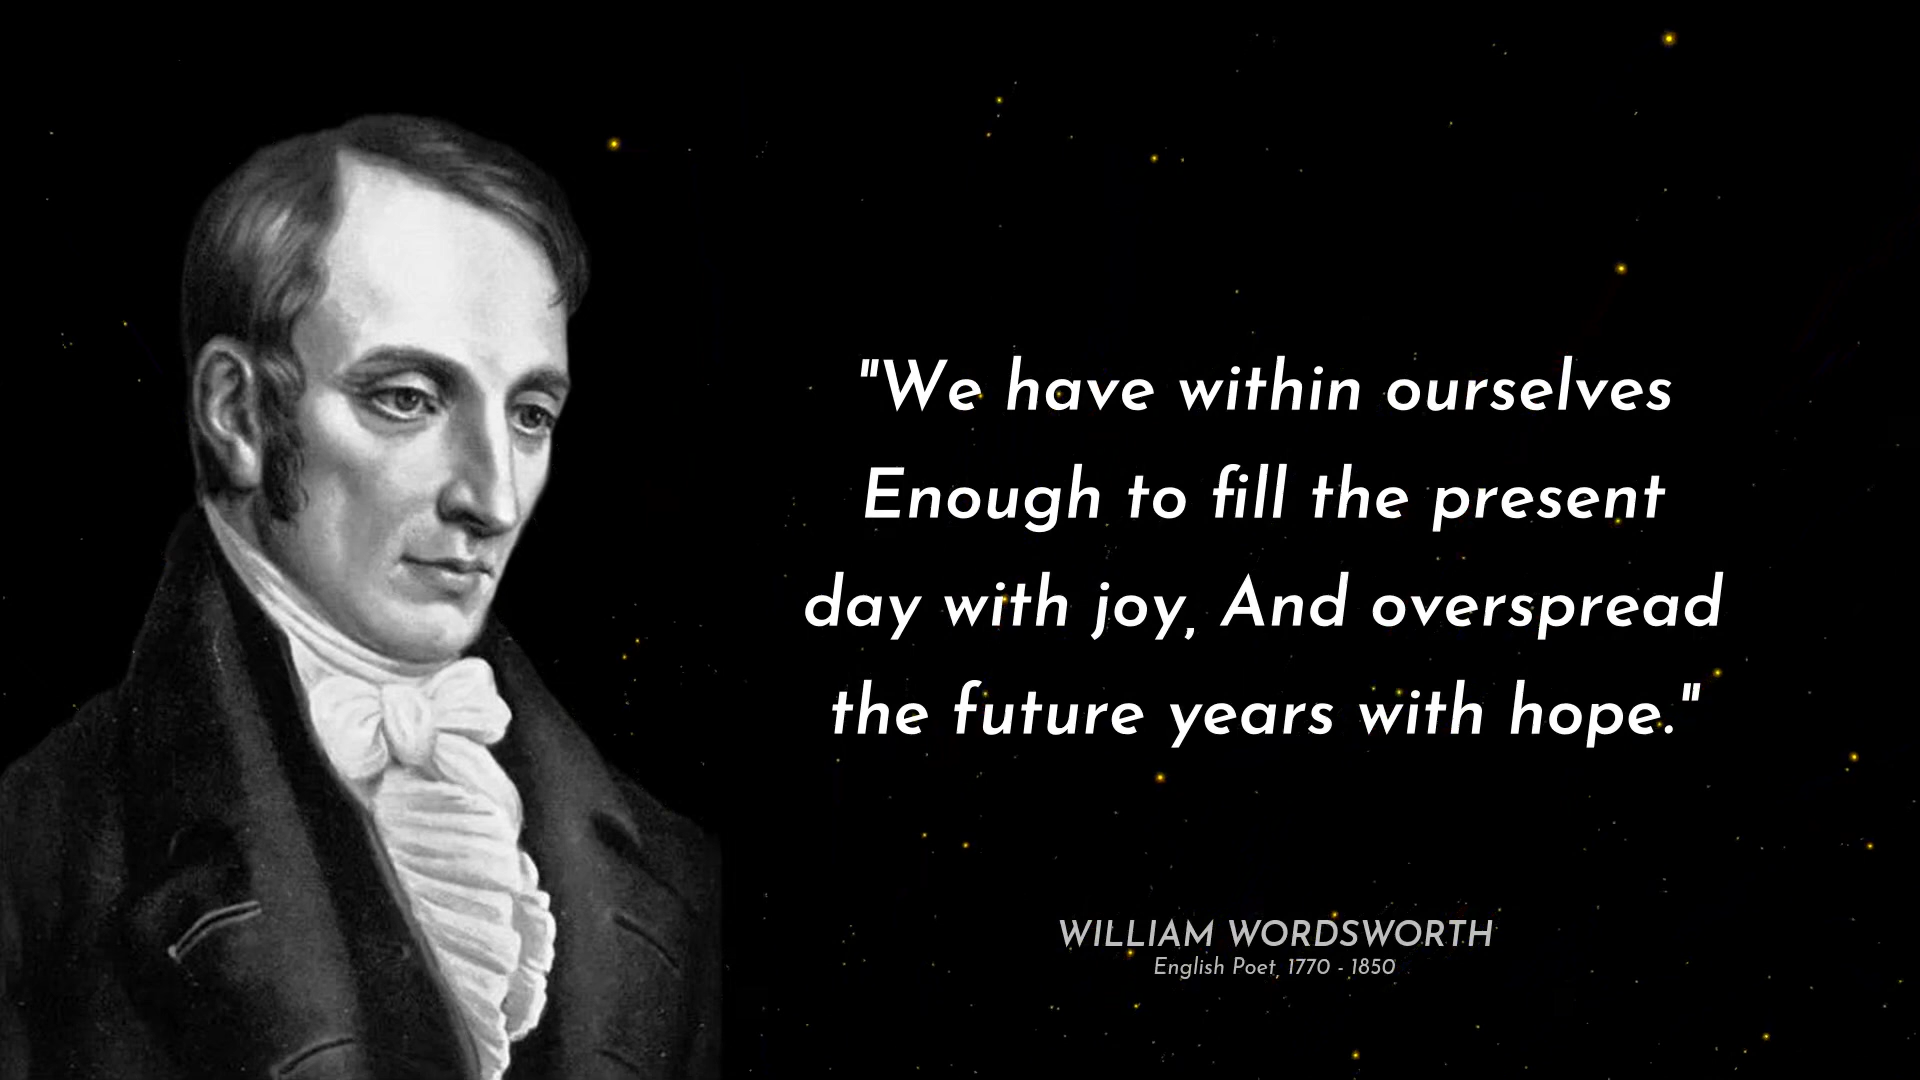 "We have within ourselves
Enough to fill the present
day with joy, And overspread
the future years with hope."
WILLIAM WORDSWORTH
English Poet, 1770 - 1850